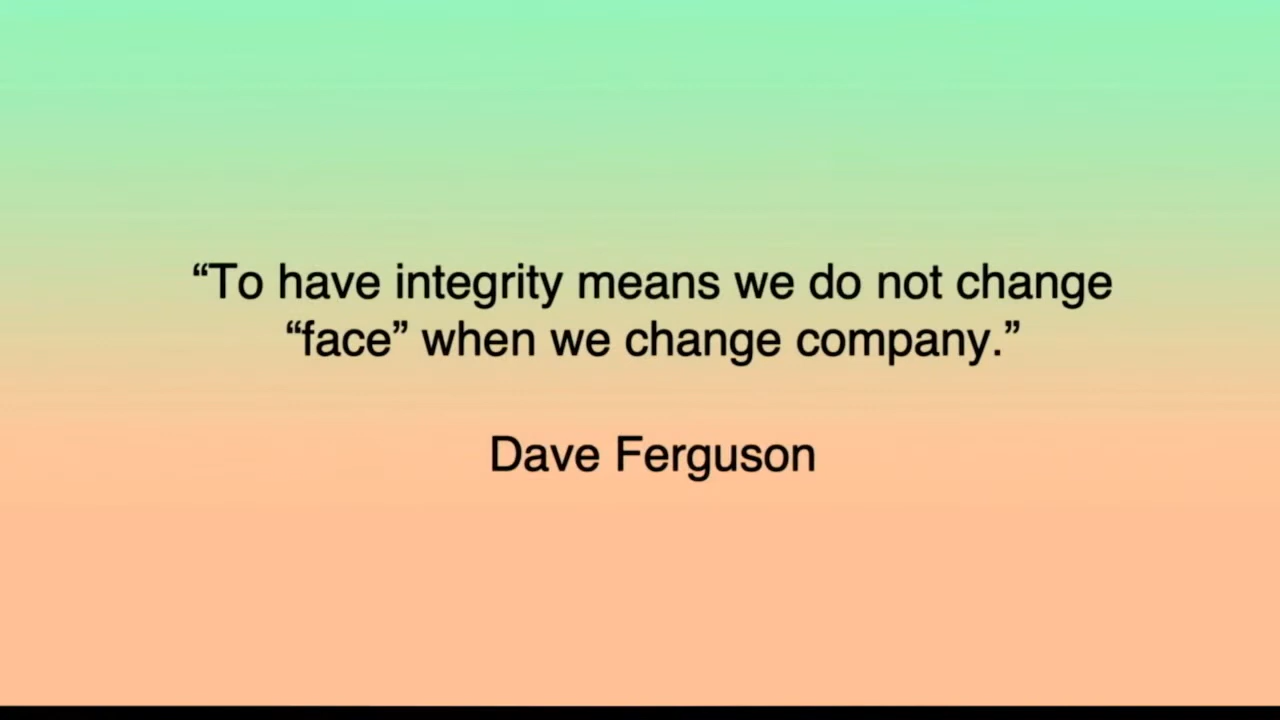 “To have integrity means we do not change
“face” when we change company.”
Dave Ferguson